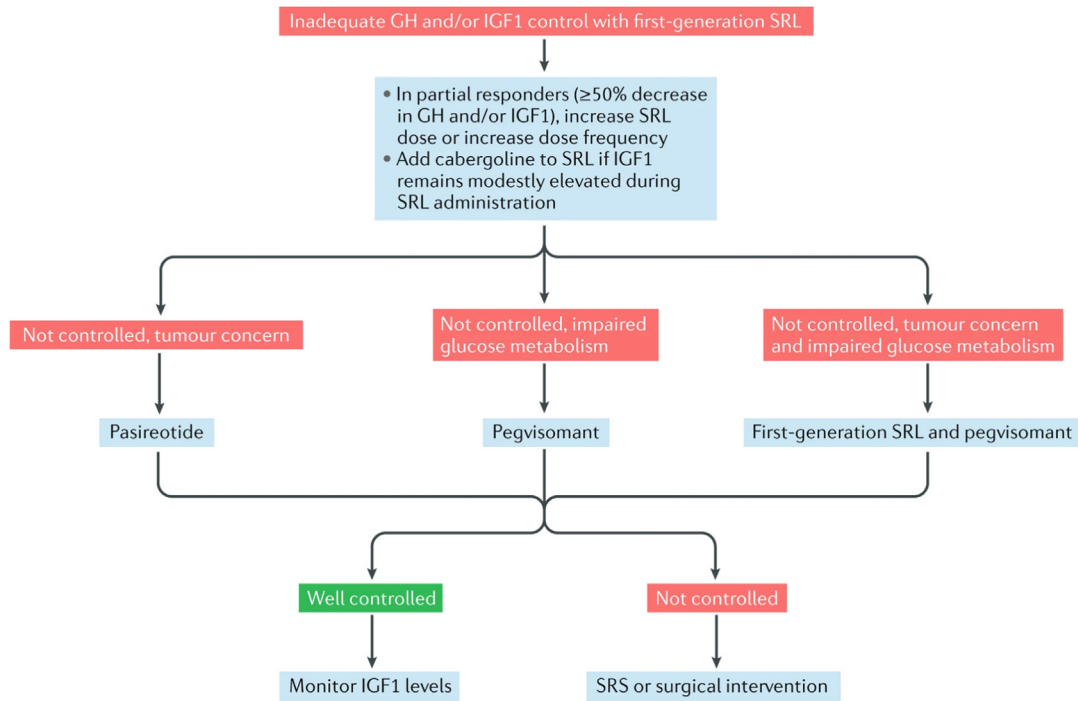 Inadequate GH and/or IGF1 control with first-generation SRL
• In partial responders (≥50% decrease
in GH and/or IGF1), increase SRL
dose or increase dose frequency
• Add cabergoline to SRL if IGF1
remains modestly elevated during
SRL administration
Not controlled, tumour concern
Not controlled, impaired
glucose metabolism
Not controlled, tumour concern
and impaired glucose metabolism
Pasireotide
Pegvisomant
First-generation SRL and pegvisomant
Well controlled
Not controlled
Monitor IGF1 levels
SRS or surgical intervention